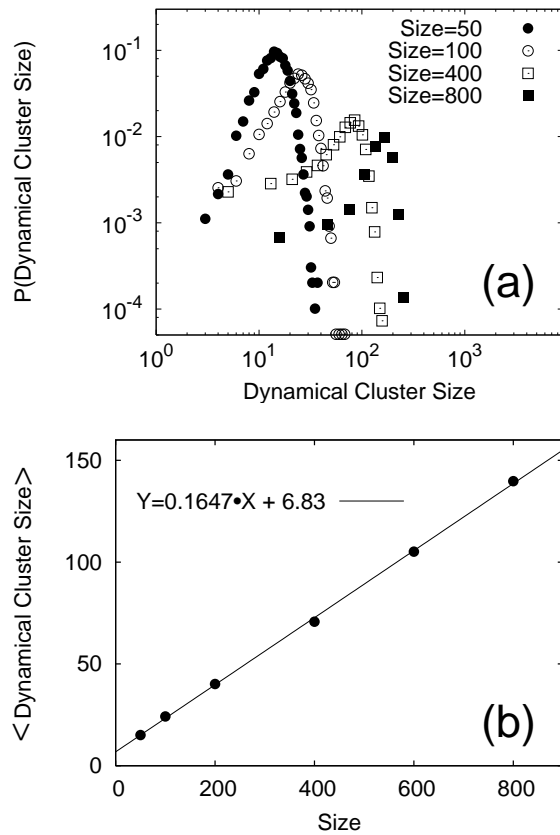 P(Dynamical Cluster Size)
10^-1
10^-2
10^-3
10^-4
Size=50
Size=100
Size=400
Size=800
(a)
10^0 10^1 10^2 10^3
Dynamical Cluster Size
<Dynamical Cluster Size>
150
100
50
0
Y=0.1647•X + 6.83
(b)
0 200 400 600 800
Size